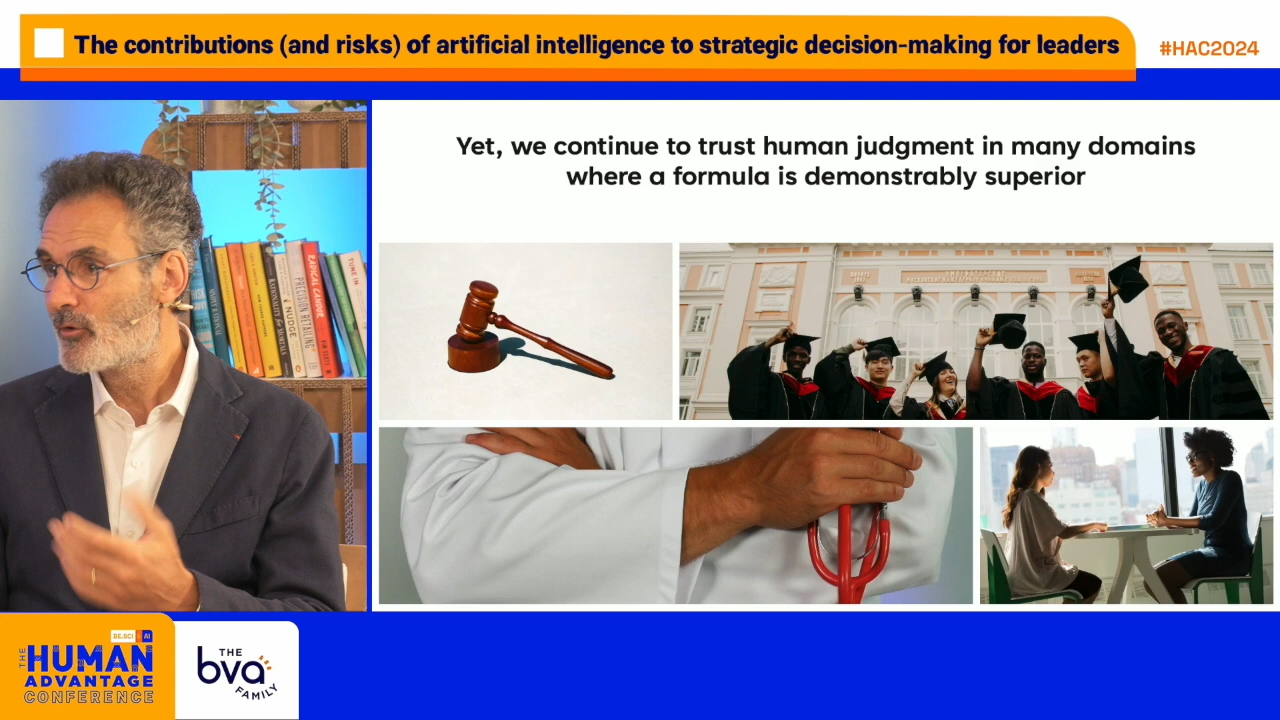 The contributions (and risks) of artificial intelligence to strategic decision-making for leaders
#HAC2024
Yet, we continue to trust human judgment in many domains
where a formula is demonstrably superior
NUDGE
PRECISION RETAILING
RADICAL CANDOR
TUNE IN
BE.SCI
AI
THE
HUMAN
ADVANTAGE
CONFERENCE
THE
bva
FAMILY